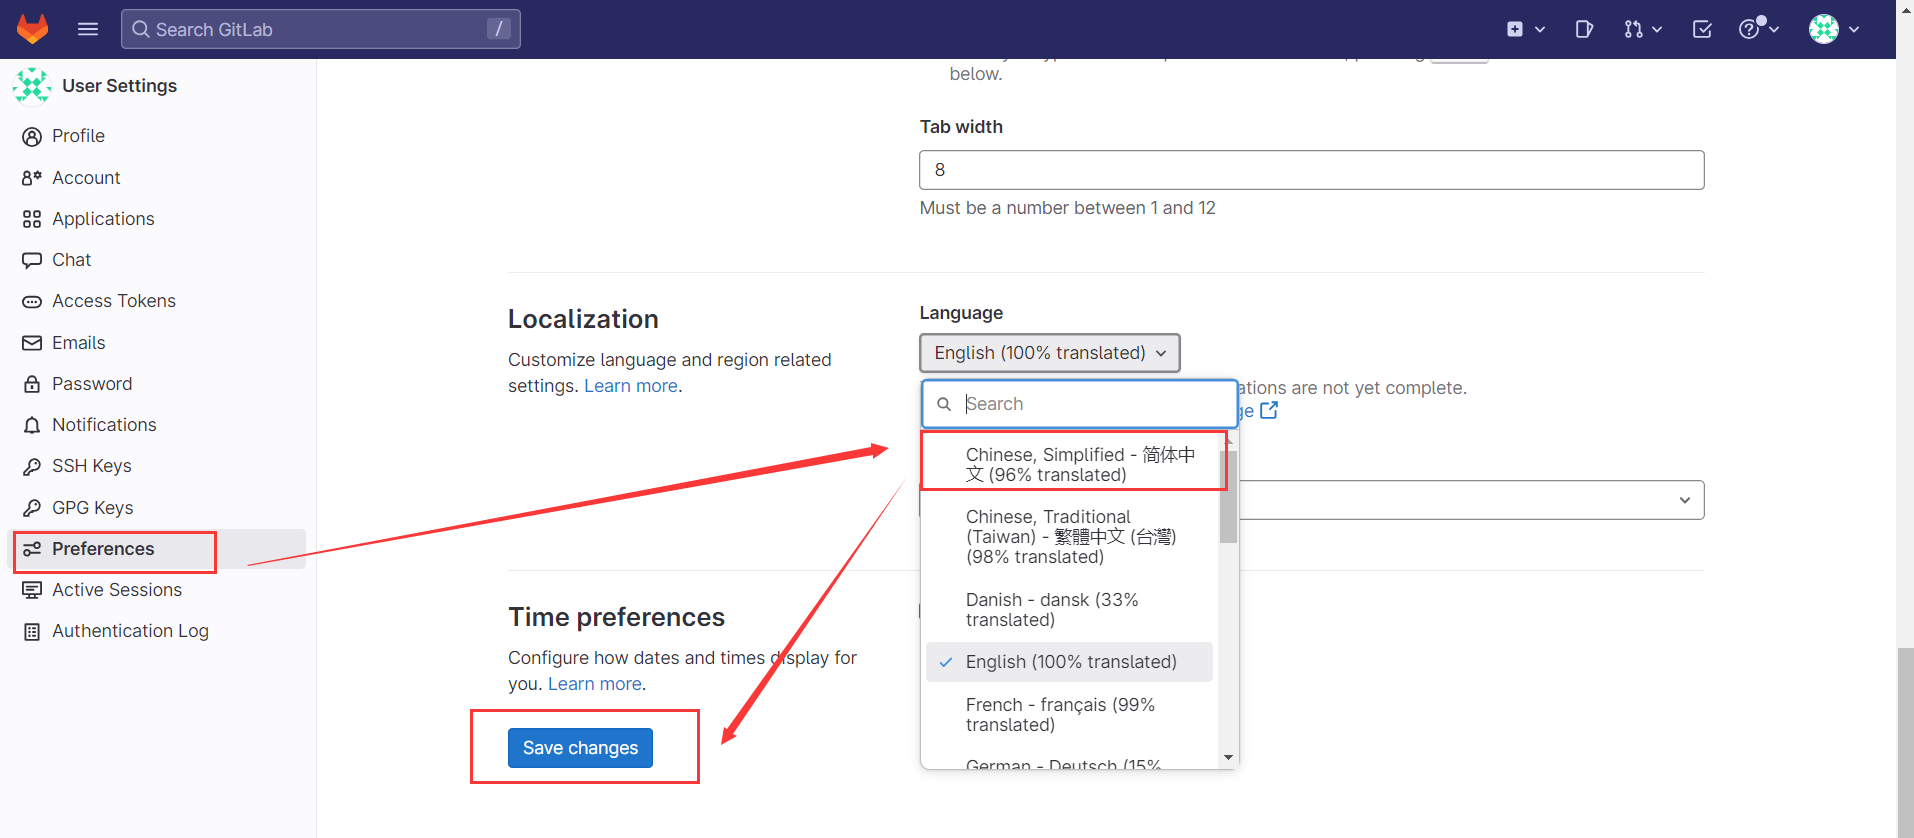 Search GitLab
/
User Settings
Profile
Account
Applications
Chat
Access Tokens
Emails
Password
Notifications
SSH Keys
GPG Keys
Preferences
Active Sessions
Authentication Log
below.
Tab width
8
Must be a number between 1 and 12
Localization
Customize language and region related
settings. Learn more.
Language
English (100% translated)
ations are not yet complete.
ge
Search
Chinese, Simplified - 简体中
文 (96% translated)
Chinese, Traditional
(Taiwan) - 繁體中文 (台灣)
(98% translated)
Danish - dansk (33%
translated)
English (100% translated)
French - français (99%
translated)
German - Deutsch (15%
Time preferences
Configure how dates and times display for
you. Learn more.
Save changes